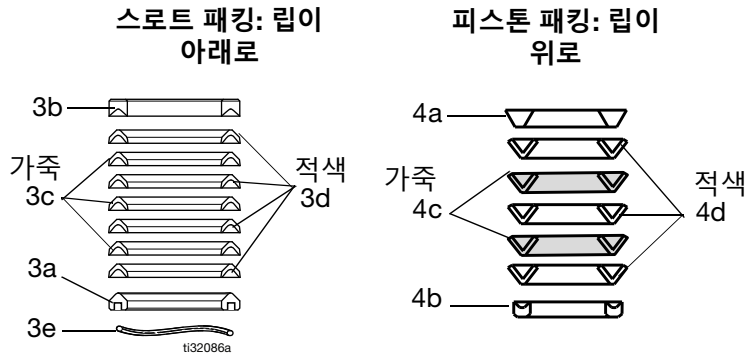 스로트 패킹: 립이
아래로
3b
가죽
3c
적색
3d
3a
3e
ti32086a
피스톤 패킹: 립이
위로
4a
가죽
4c
적색
4d
4b